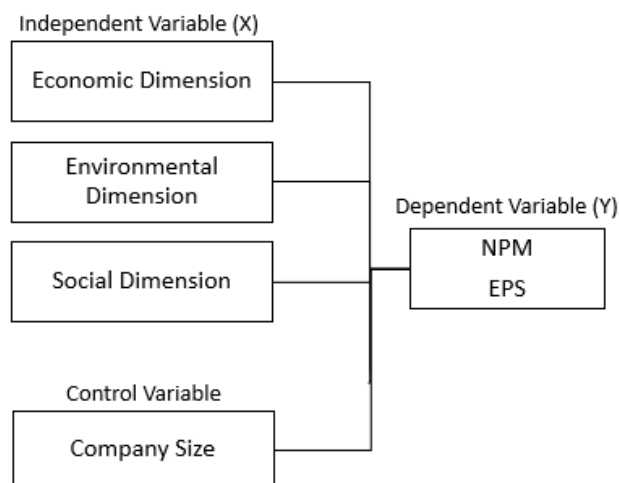 Independent Variable (X)
Economic Dimension
Environmental
Dimension
Dependent Variable (Y)
NPM
EPS
Social Dimension
Control Variable
Company Size